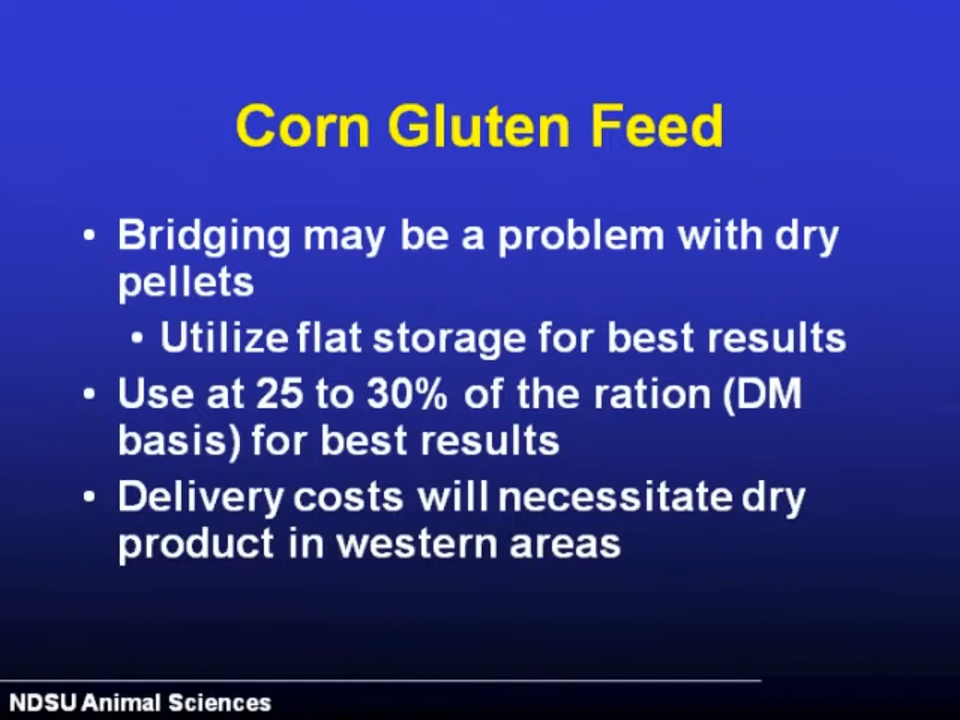 Corn Gluten Feed
• Bridging may be a problem with dry
pellets
• Utilize flat storage for best results
• Use at 25 to 30% of the ration (DM
basis) for best results
• Delivery costs will necessitate dry
product in western areas
NDSU Animal Sciences